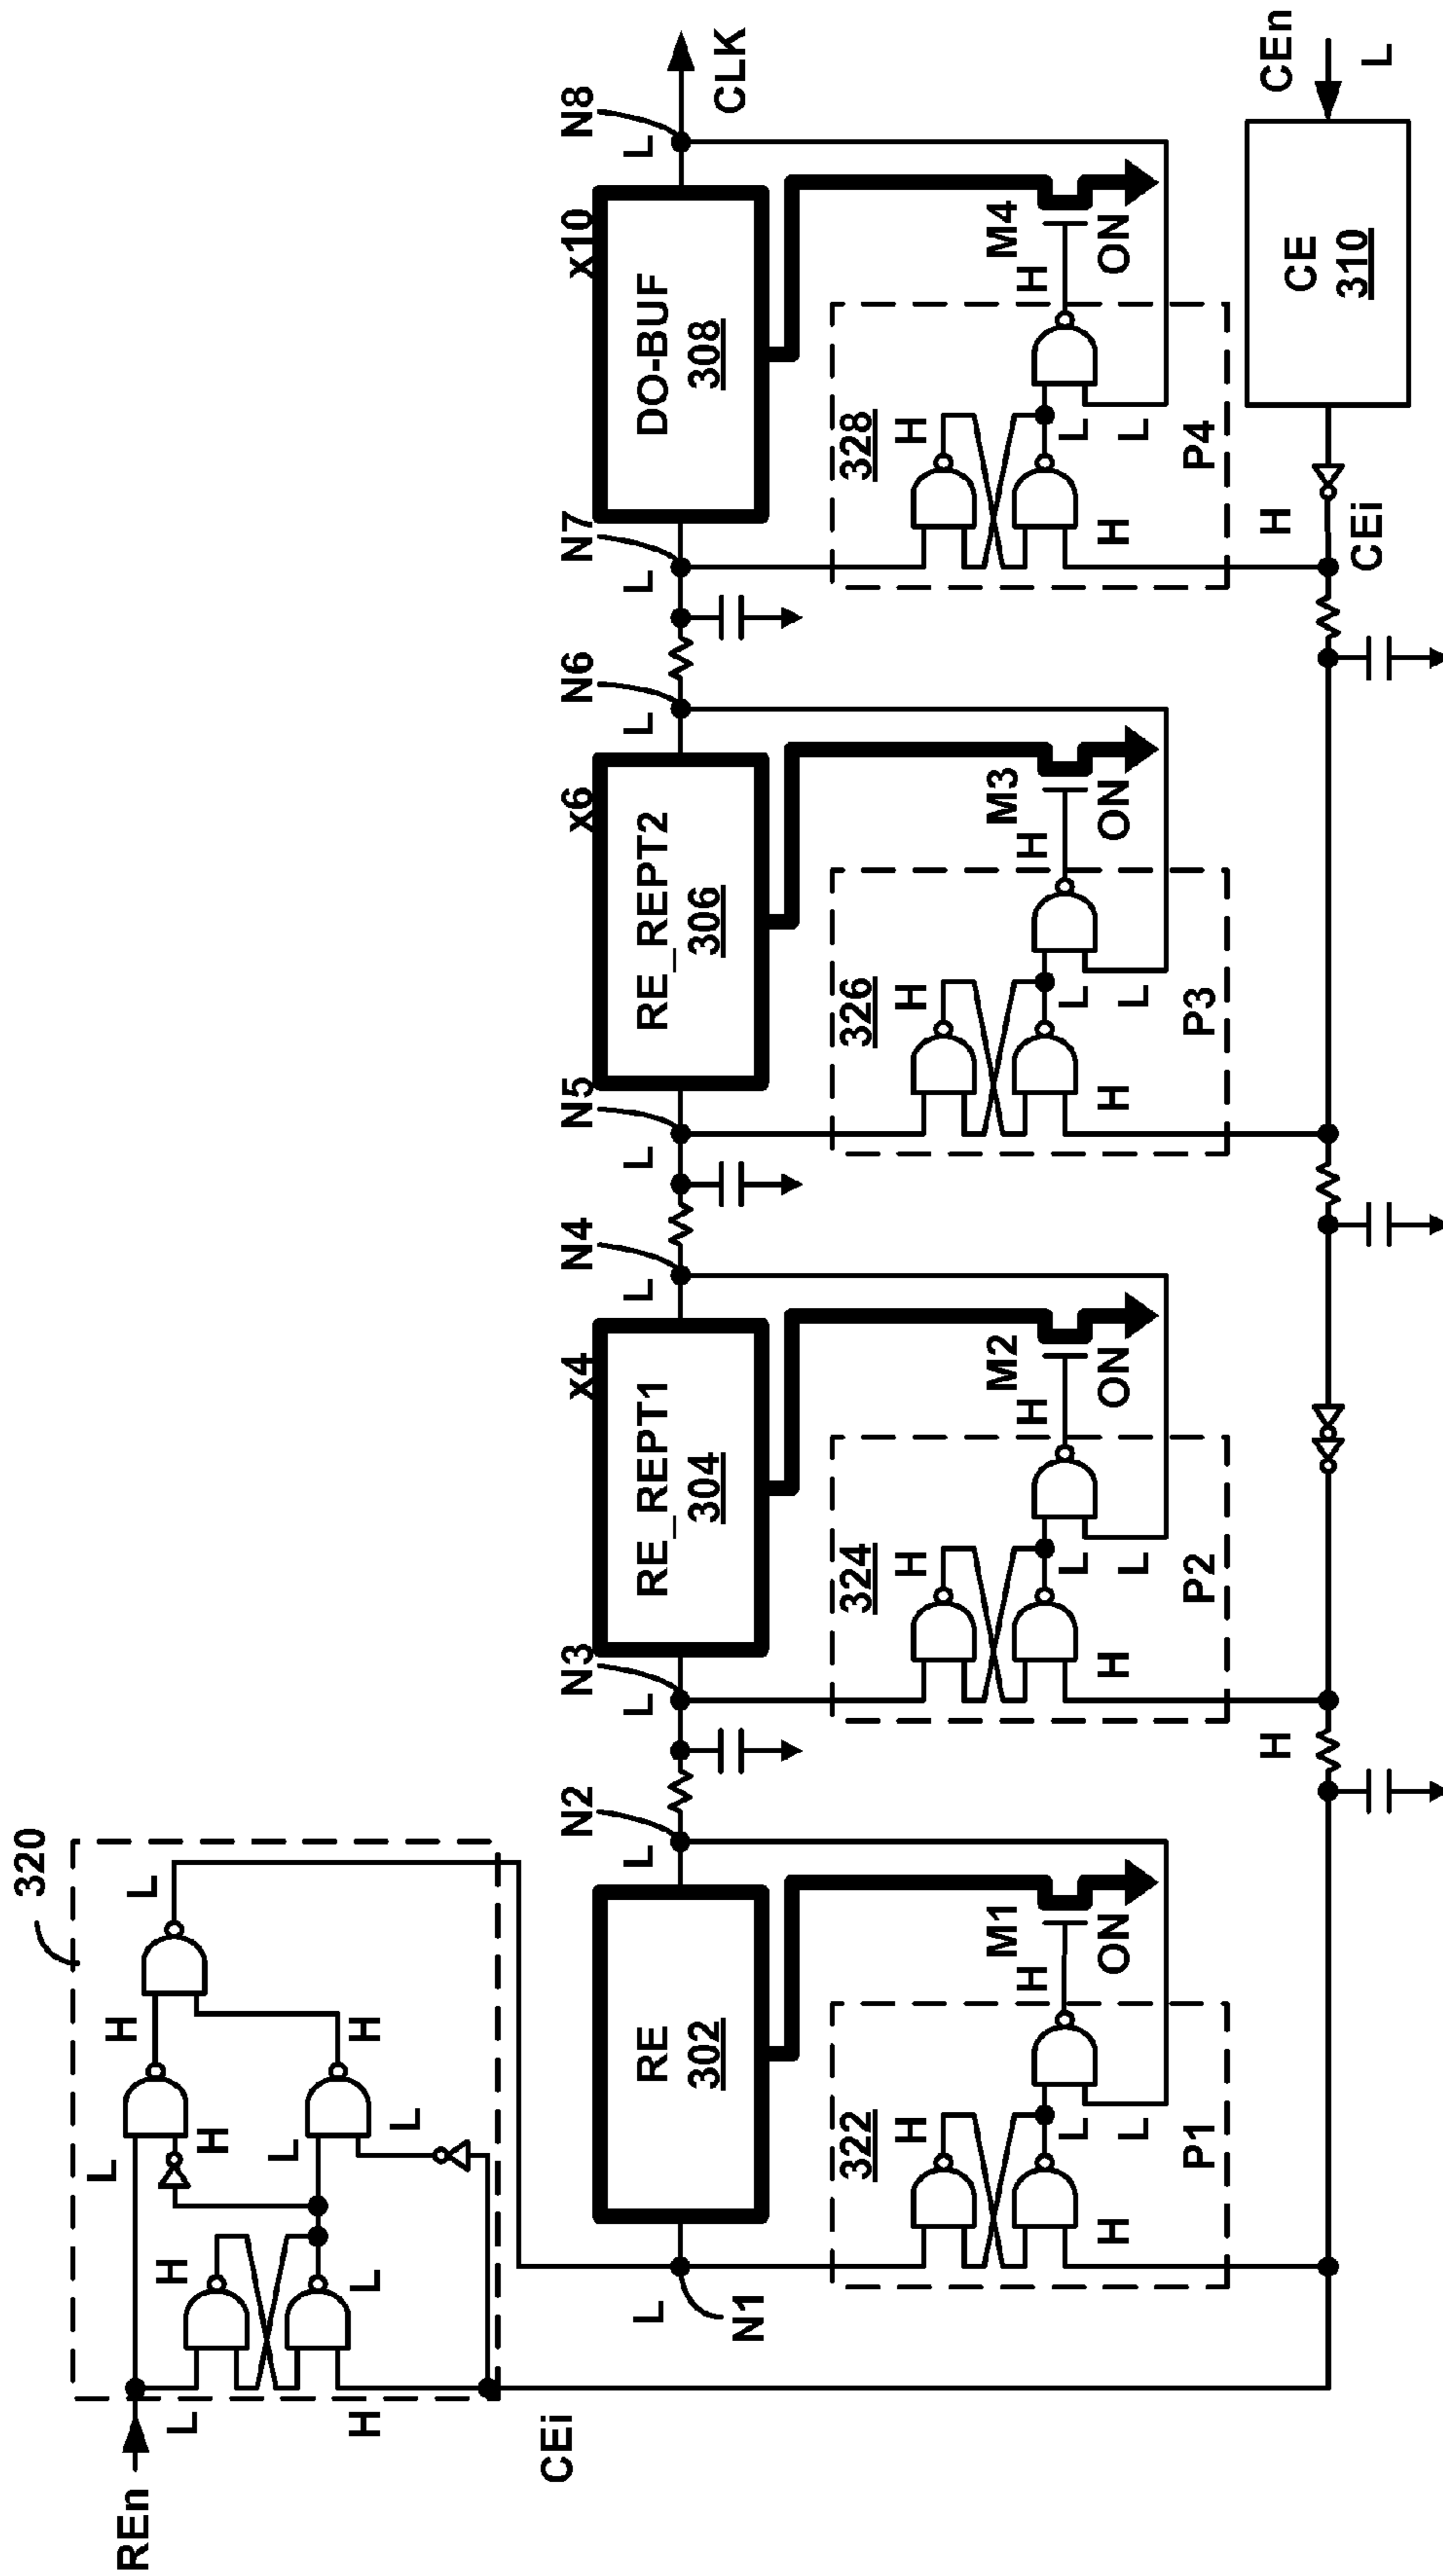 REn
L
H
CEi
320
L
H
H
L
H
L
L
H
H
L
L
N1
L
RE
302
L
N2
322
H
H
L
L
P1
H
M1
ON
N3
L
x4
RE_REPT1
304
L
N4
324
H
H
L
L
P2
H
M2
ON
H
N5
L
x6
RE_REPT2
306
L
N6
326
H
H
L
L
P3
H
M3
ON
N7
L
x10
DO-BUF
308
L
N8
CLK
328
H
H
L
L
P4
H
M4
ON
H
CEi
CE
310
CEn
L